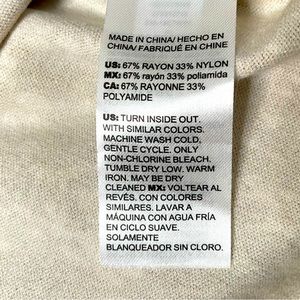 MADE IN CHINA/ HECHO EN
CHINA/ FABRIQUÉ EN CHINE
US: 67% RAYON 33% NYLON
MX: 67% rayón 33% poliamida
CA: 67% RAYONNE 33%
POLYAMIDE
US: TURN INSIDE OUT.
WITH SIMILAR COLORS.
MACHINE WASH COLD,
GENTLE CYCLE. ONLY
NON-CHLORINE BLEACH.
TUMBLE DRY LOW. WARM
IRON. MAY BE DRY
CLEANED MX: VOLTEAR AL
REVÉS. CON COLORES
SIMILARES. LAVAR A
MÁQUINA CON AGUA FRÍA
EN CICLO SUAVE.
SOLAMENTE
BLANQUEADOR SIN CLORO.